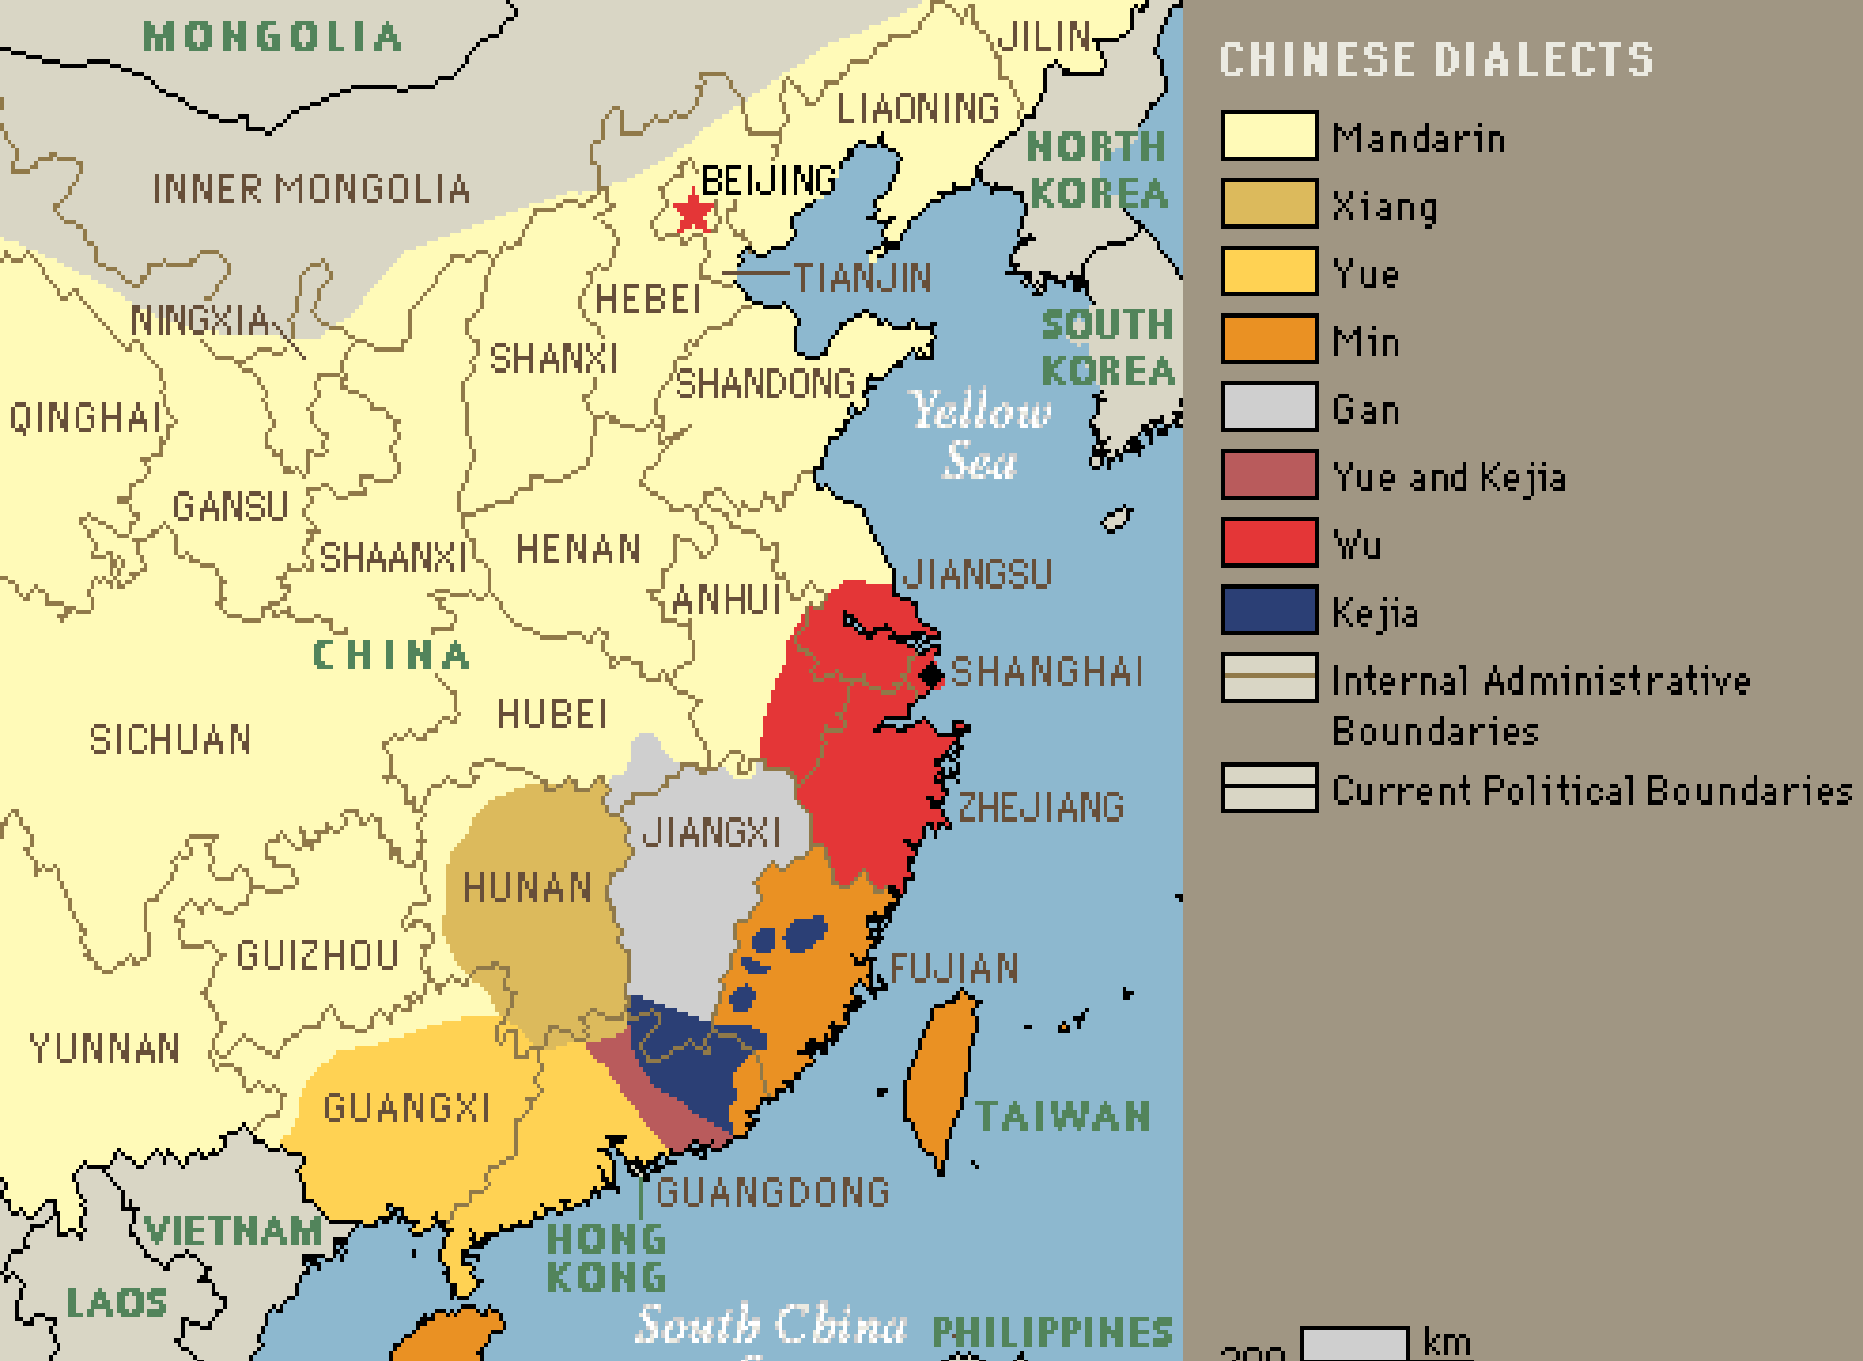 MONGOLIA
JILIN
LIAONING
NORTH
KOREA
INNER MONGOLIA
BEIJING
TIANJIN
HEBEI
NINGXIA
SOUTH
KOREA
SHANXI
SHANDONG
QINGHAI
Yellow
Sea
GANSU
SHAANXI
HENAN
JIANGSU
ANHUI
CHINA
SHANGHAI
HUBEI
SICHUAN
ZHEJIANG
JIANGXI
HUNAN
GUIZHOU
FUJIAN
YUNNAN
GUANGXI
TAIWAN
GUANGDONG
VIETNAM
HONG
KONG
LAOS
South China
PHILIPPINES
CHINESE DIALECTS
Mandarin
Xiang
Yue
Min
Gan
Yue and Kejia
Wu
Kejia
Internal Administrative
Boundaries
Current Political Boundaries
km